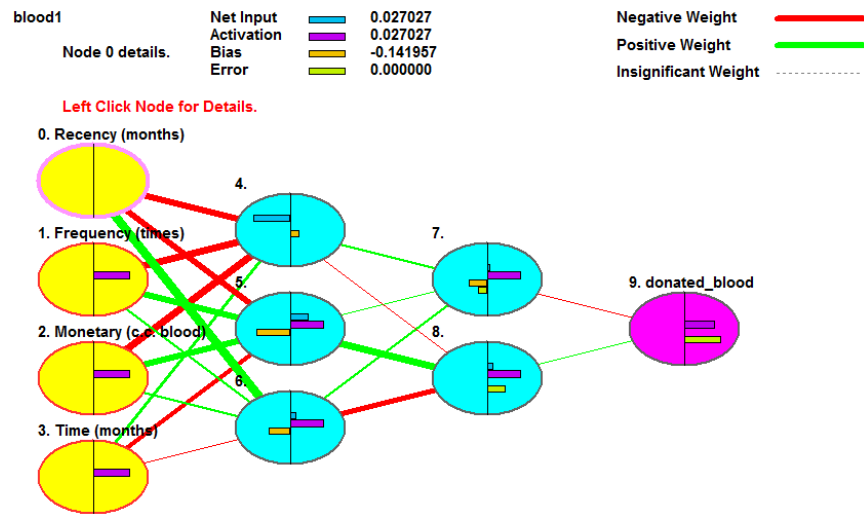 blood1
Net Input 0.027027
Activation 0.027027
Node 0 details. Bias -0.141957
Error 0.000000
Negative Weight
Positive Weight
Insignificant Weight
Left Click Node for Details.
0. Recency (months)
4.
1. Frequency (times)
7.
5.
9. donated_blood
2. Monetary (c.c. blood)
8.
6.
3. Time (months)